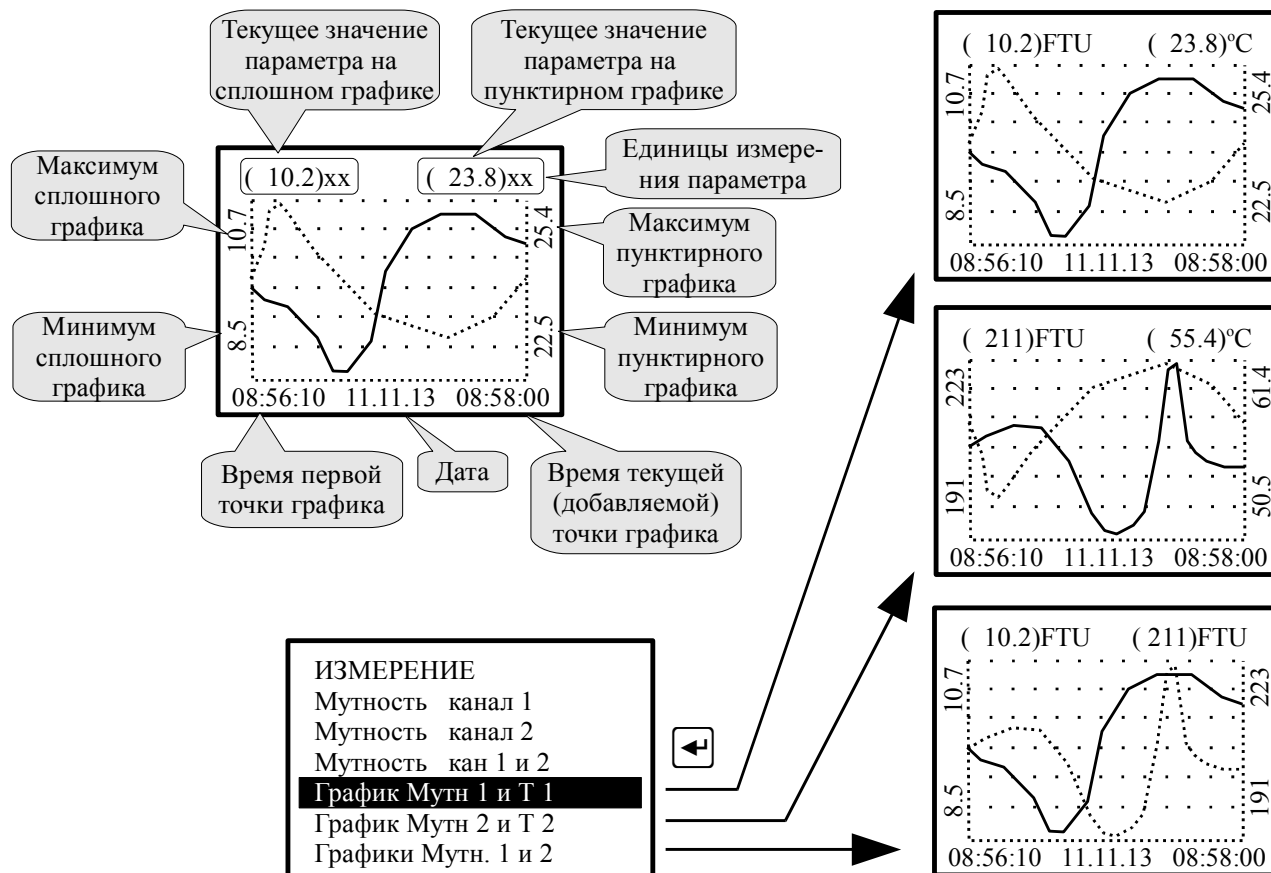 Текущее значение
параметра на
сплошном графике
Текущее значение
параметра на
пунктирном графике
Единицы измере-
ния параметра
Максимум
сплошного
графика
Минимум
сплошного
графика
( 10.2)xx ( 23.8)xx
10.7
8.5
25.4
22.5
08:56:10 11.11.13 08:58:00
Максимум
пунктирного
графика
Минимум
пунктирного
графика
Время первой
точки графика
Дата
Время текущей
(добавляемой)
точки графика
ИЗМЕРЕНИЕ
Мутность канал 1
Мутность канал 2
Мутность кан 1 и 2
График Мутн 1 и Т 1
График Мутн 2 и Т 2
Графики Мутн. 1 и 2
( 10.2)FTU ( 23.8)ºC
10.7
8.5
25.4
22.5
08:56:10 11.11.13 08:58:00
( 211)FTU ( 55.4)ºC
223
191
61.4
50.5
08:56:10 11.11.13 08:58:00
( 10.2)FTU ( 211)FTU
10.7
8.5
223
191
08:56:10 11.11.13 08:58:00